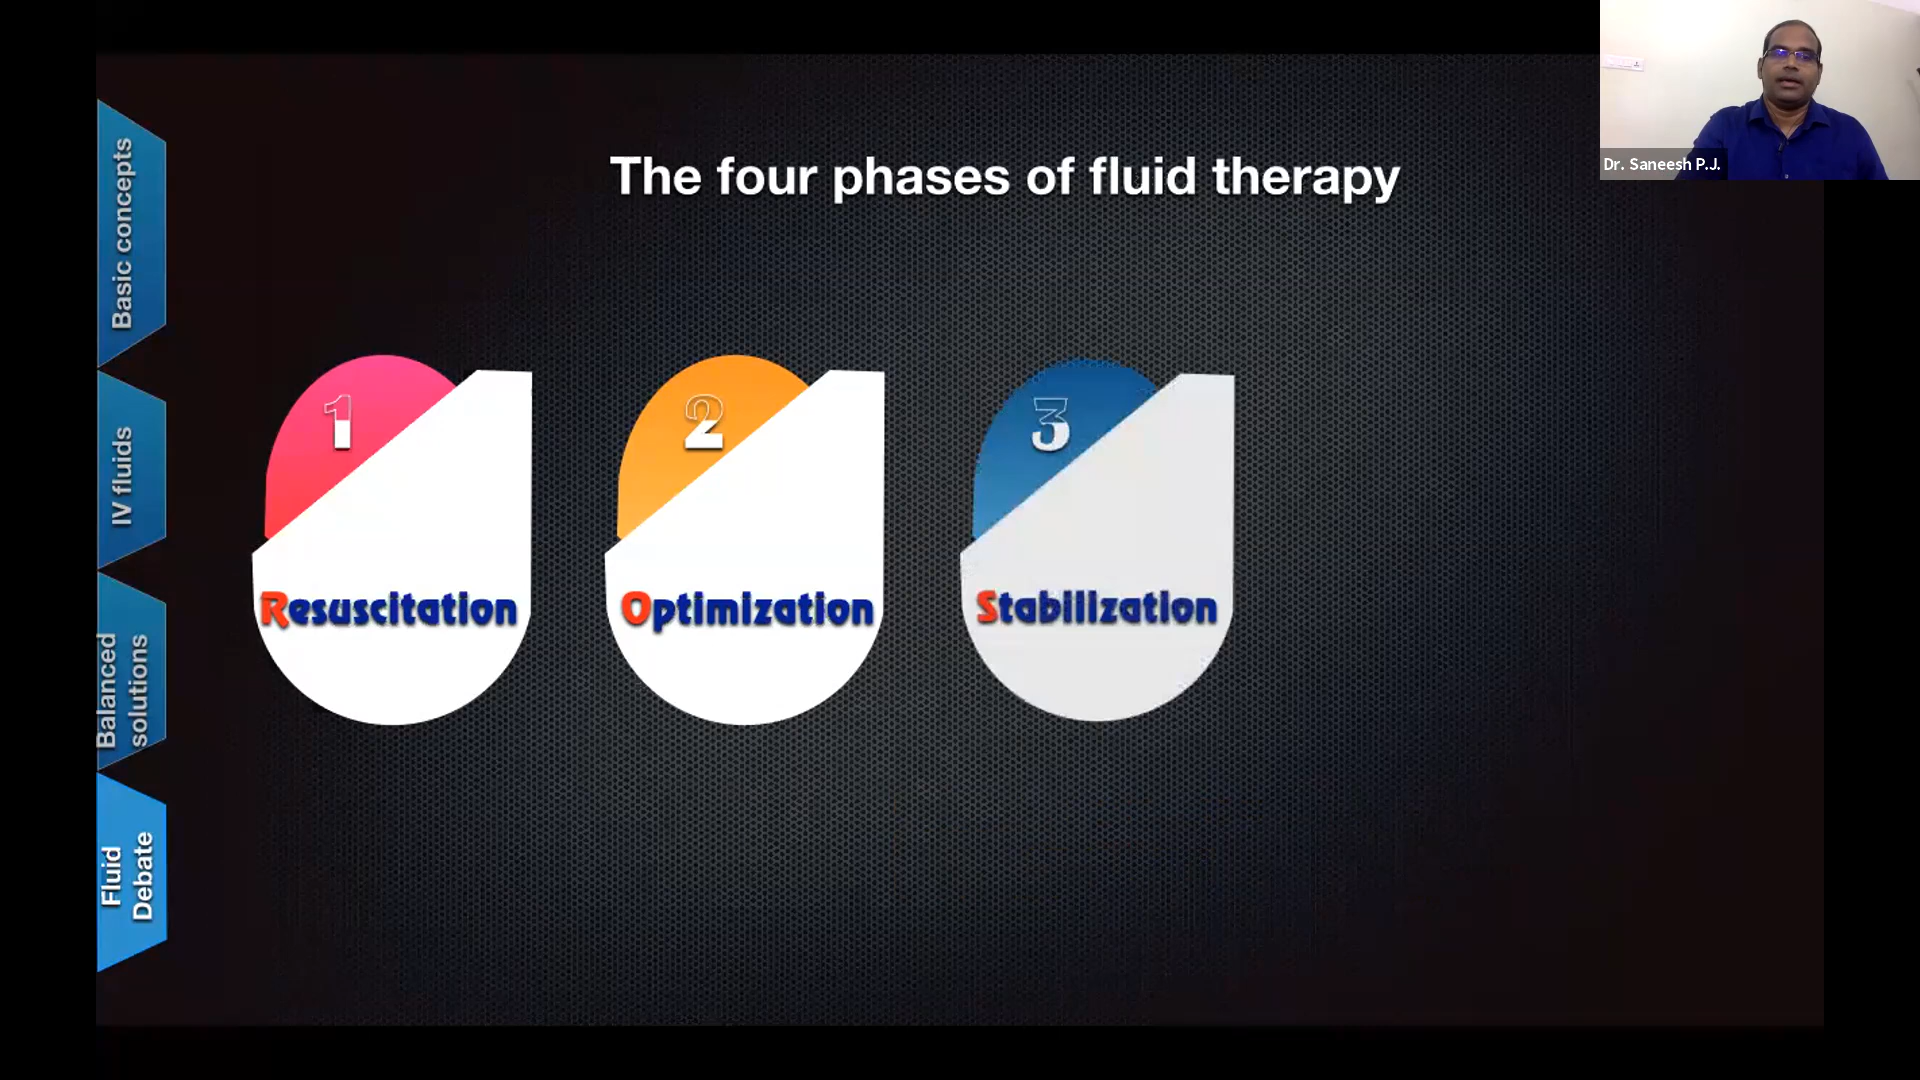 The four phases of fluid therapy
Dr. Saneesh P.J.
Basic concepts
IV fluids
Balanced
solutions
Fluid
Debate
1
Resuscitation
2
Optimization
3
Stabilization